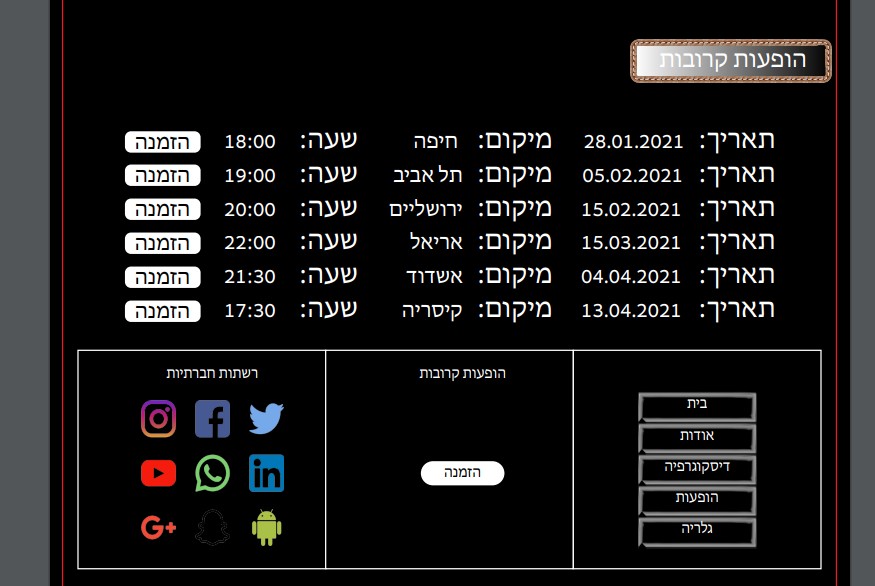 הופעות קרובות
תאריך: 28.01.2021 מיקום: חיפה שעה: 18:00 הזמנה
תאריך: 05.02.2021 מיקום: תל אביב שעה: 19:00 הזמנה
תאריך: 15.02.2021 מיקום: ירושליים שעה: 20:00 הזמנה
תאריך: 15.03.2021 מיקום: אריאל שעה: 22:00 הזמנה
תאריך: 04.04.2021 מיקום: אשדוד שעה: 21:30 הזמנה
תאריך: 13.04.2021 מיקום: קיסריה שעה: 17:30 הזמנה
בית
אודות
דיסקוגרפיה
הופעות
גלריה
הופעות קרובות
הזמנה
רשתות חברתיות
in
G+